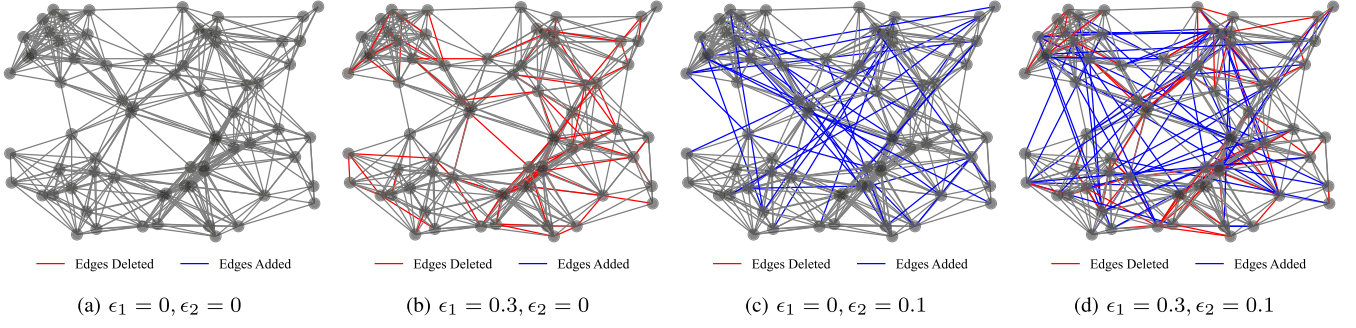 Edges Deleted Edges Added Edges Deleted Edges Added Edges Deleted Edges Added Edges Deleted Edges Added
(a) ϵ₁ = 0, ϵ₂ = 0 (b) ϵ₁ = 0.3, ϵ₂ = 0 (c) ϵ₁ = 0, ϵ₂ = 0.1 (d) ϵ₁ = 0.3, ϵ₂ = 0.1